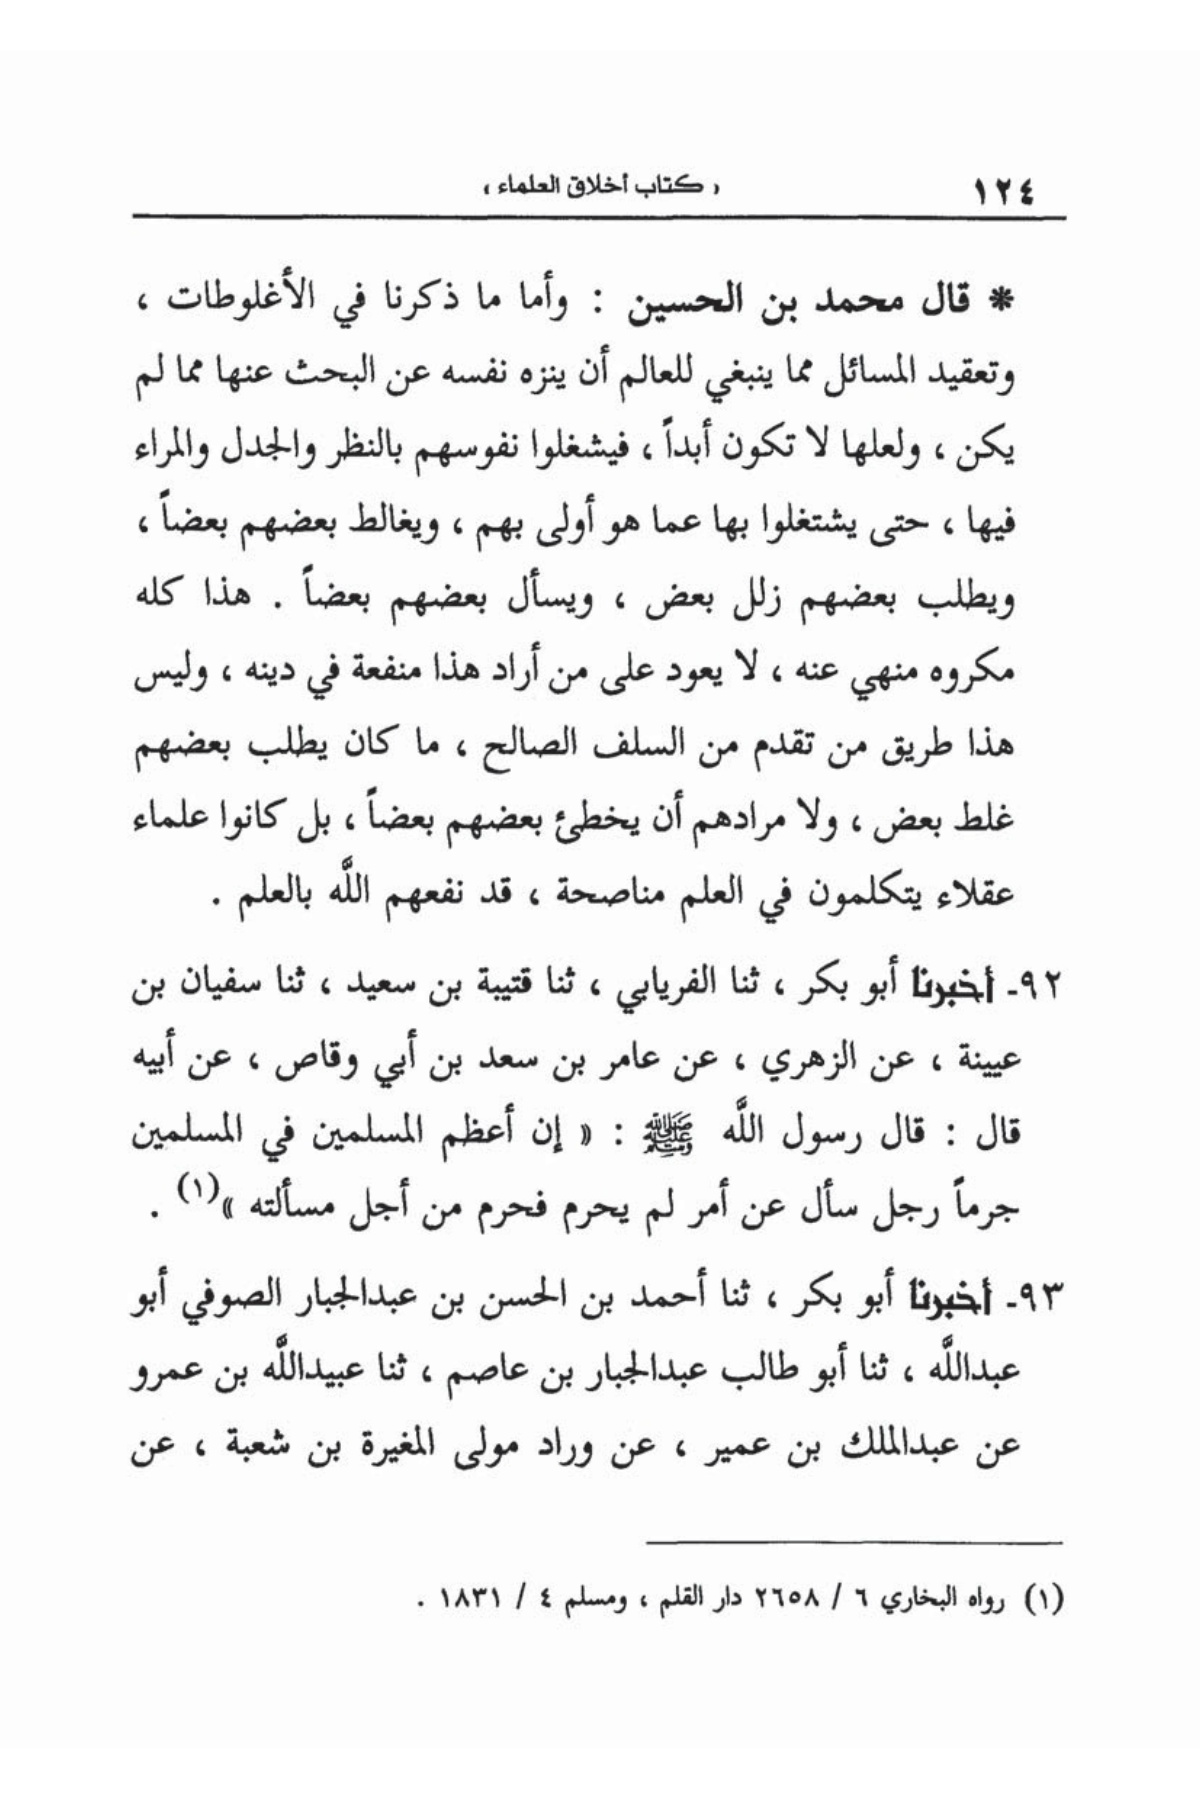 ١٢٤
« كتاب أخلاق العلماء »
* قال محمد بن الحسين : وأما ما ذكرنا في الأغلوطات ،
وتعقيد المسائل مما ينبغي للعالم أن ينزه نفسه عن البحث عنها مما لم
يكن ، ولعلها لا تكون أبداً ، فيشغلوا نفوسهم بالنظر والجدل والمراء
فيها ، حتى يشتغلوا بها عما هو أولى بهم ، ويغالط بعضهم بعضاً ،
ويطلب بعضهم زلل بعض ، ويسأل بعضهم بعضاً . هذا كله
مكروه منهي عنه ، لا يعود على من أراد هذا منفعة في دينه ، وليس
هذا طريق من تقدم من السلف الصالح ، ما كان يطلب بعضهم
غلط بعض ، ولا مرادهم أن يخطئ بعضهم بعضاً ، بل كانوا علماء
عقلاء يتكلمون في العلم مناصحة ، قد نفعهم اللَّه بالعلم .
٩٢- أخبرنا أبو بكر ، ثنا الفريابي ، ثنا قتيبة بن سعيد ، ثنا سفيان بن
عيينة ، عن الزهري ، عن عامر بن سعد بن أبي وقاص ، عن أبيه
قال : قال رسول اللَّه ﷺ : « إن أعظم المسلمين في المسلمين
جرماً رجل سأل عن أمر لم يحرم فحرم من أجل مسألته »(١) .
٩٣- أخبرنا أبو بكر ، ثنا أحمد بن الحسن بن عبدالجبار الصوفي أبو
عبداللَّه ، ثنا أبو طالب عبدالجبار بن عاصم ، ثنا عبيداللَّه بن عمرو
عن عبدالملك بن عمير ، عن وراد مولى المغيرة بن شعبة ، عن
(١) رواه البخاري ٦ / ٢٦٥٨ دار القلم ، ومسلم ٤ / ١٨٣١ .